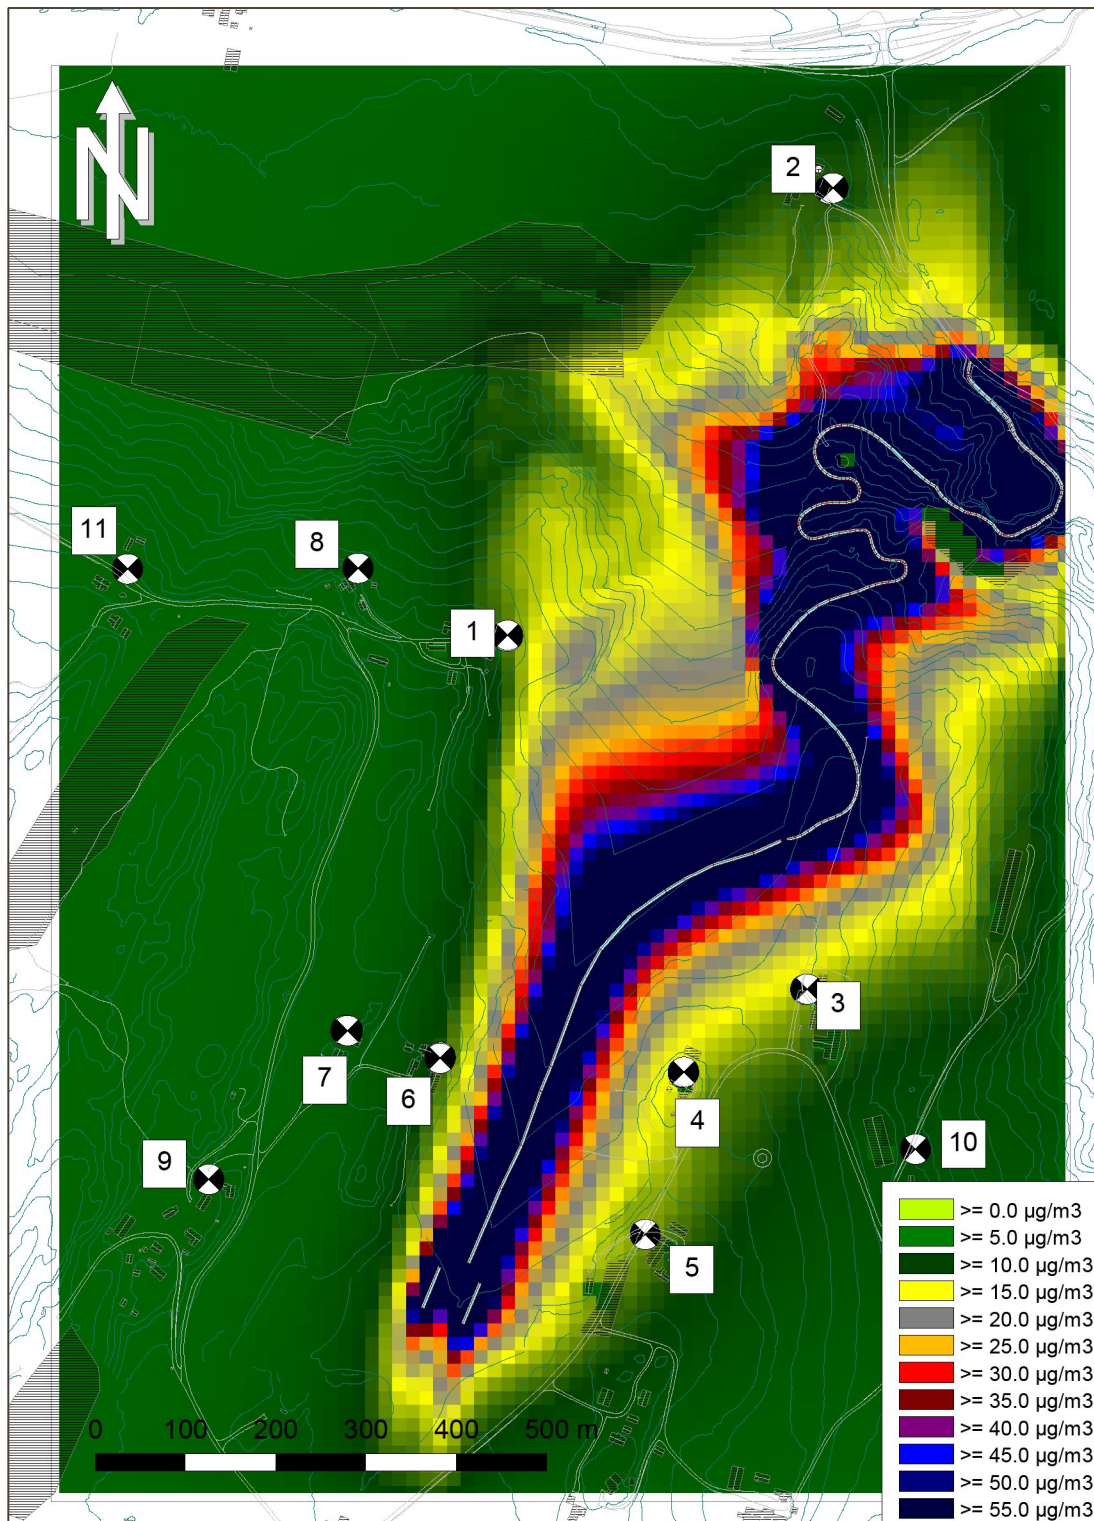 N
2
11
8
1
3
7
6
4
9
10
5
0 100 200 300 400 500 m
>= 0.0 µg/m3
>= 5.0 µg/m3
>= 10.0 µg/m3
>= 15.0 µg/m3
>= 20.0 µg/m3
>= 25.0 µg/m3
>= 30.0 µg/m3
>= 35.0 µg/m3
>= 40.0 µg/m3
>= 45.0 µg/m3
>= 50.0 µg/m3
>= 55.0 µg/m3